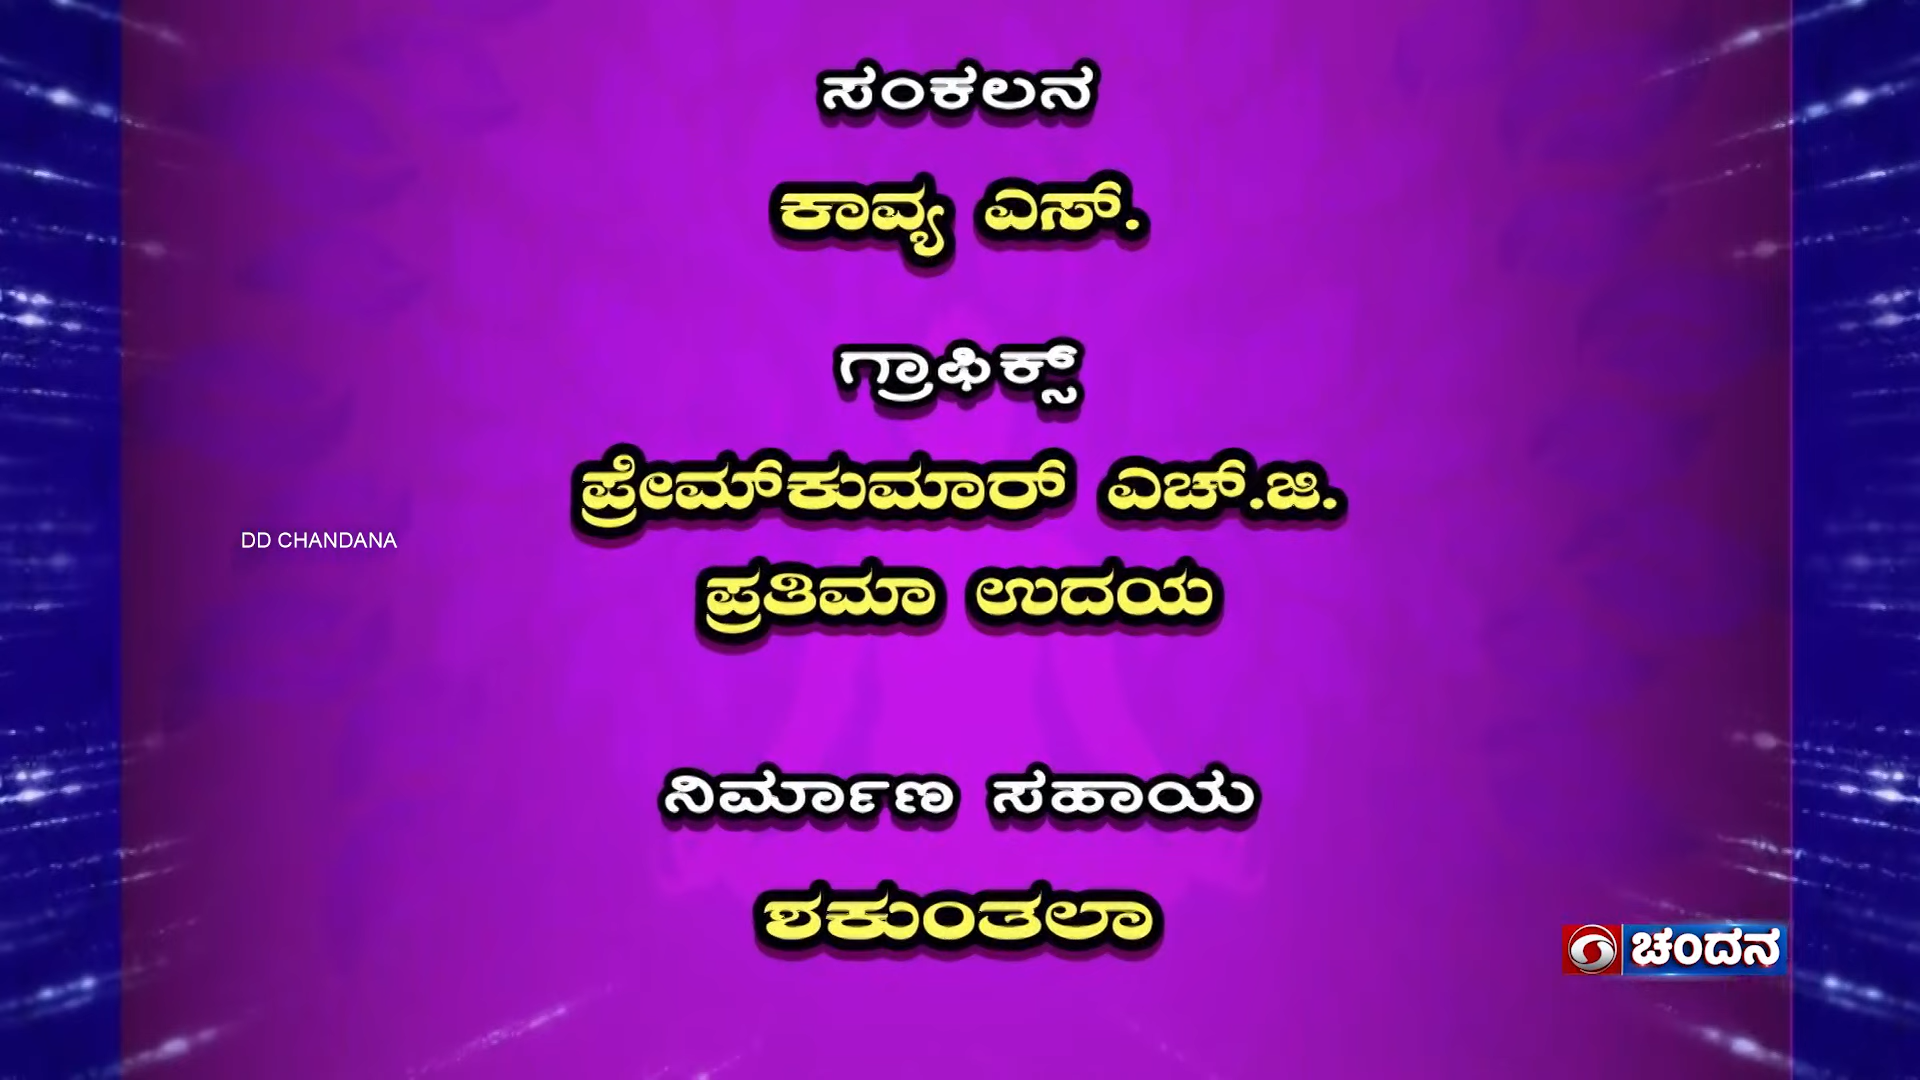 ಸಂಕಲನ
ಕಾವ್ಯ ಎಸ್.
ಗ್ರಾಫಿಕ್ಸ್
ಪ್ರೇಮ್‌ಕುಮಾರ್ ಎಚ್.ಜಿ.
DD CHANDANA
ಪ್ರತಿಮಾ ಉದಯ
ನಿರ್ಮಾಣ ಸಹಾಯ
ಶಕುಂತಲಾ
ಚಂದನ